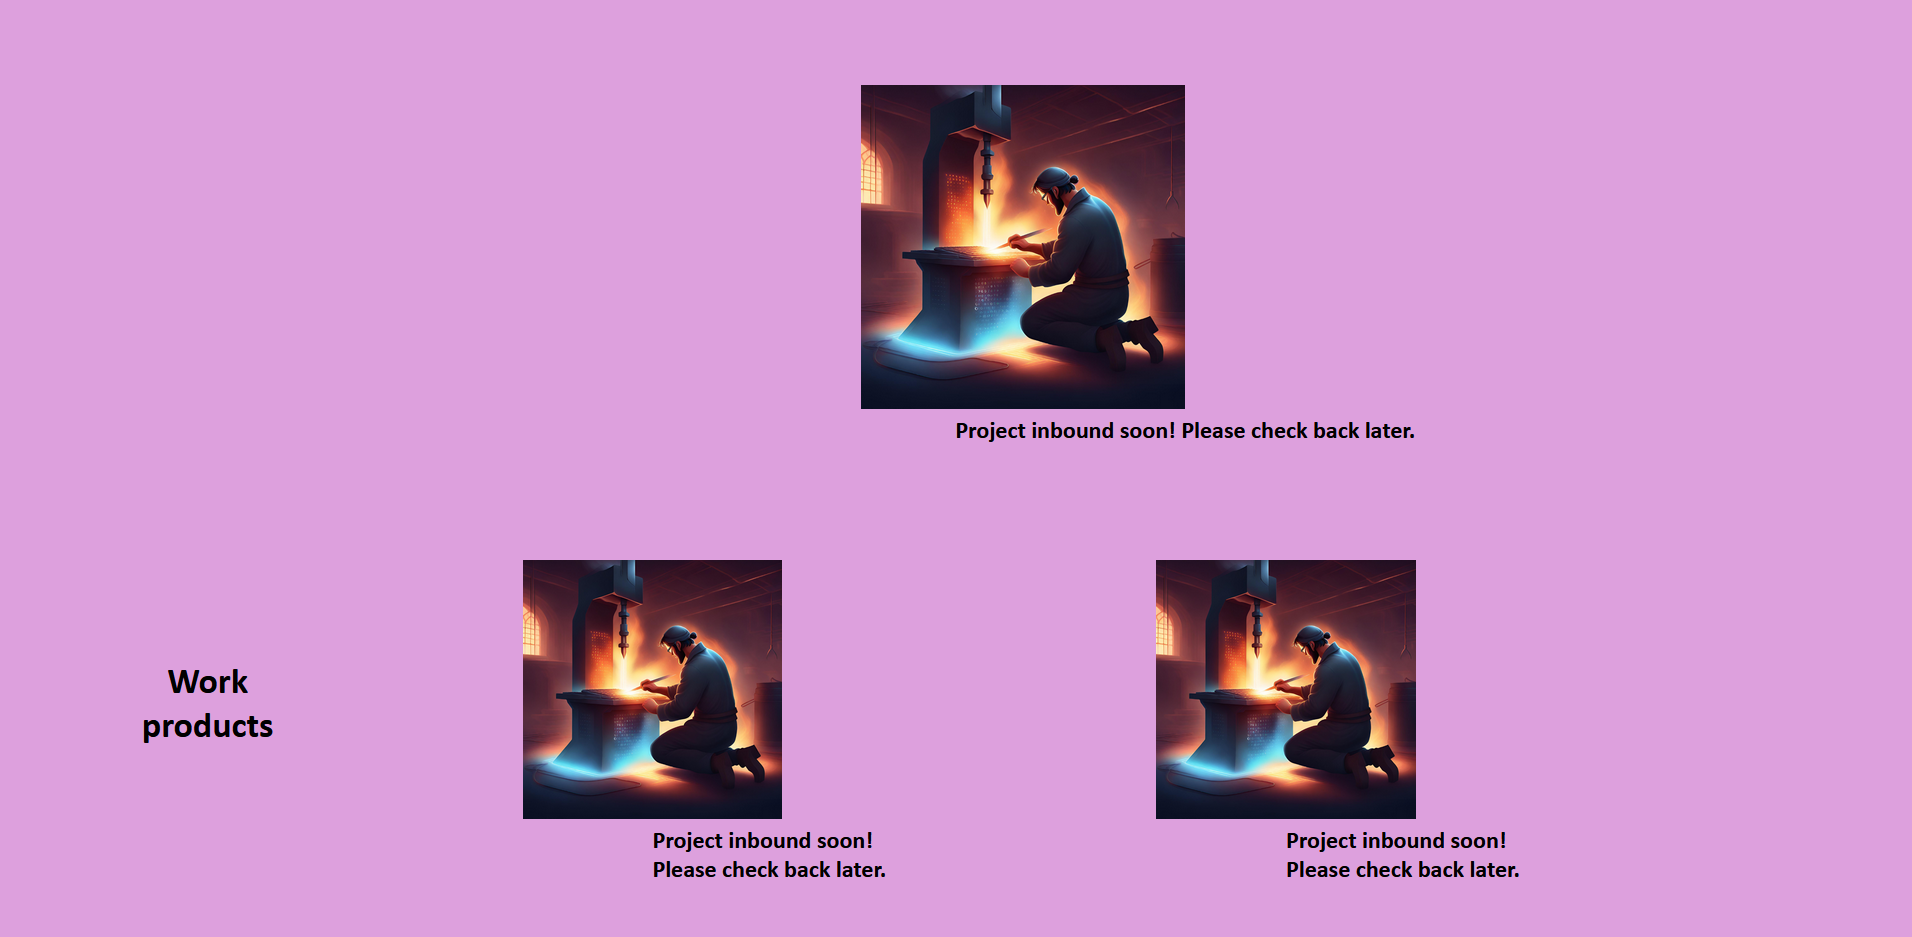 Project inbound soon! Please check back later.
Work
products
Project inbound soon!
Please check back later.
Project inbound soon!
Please check back later.